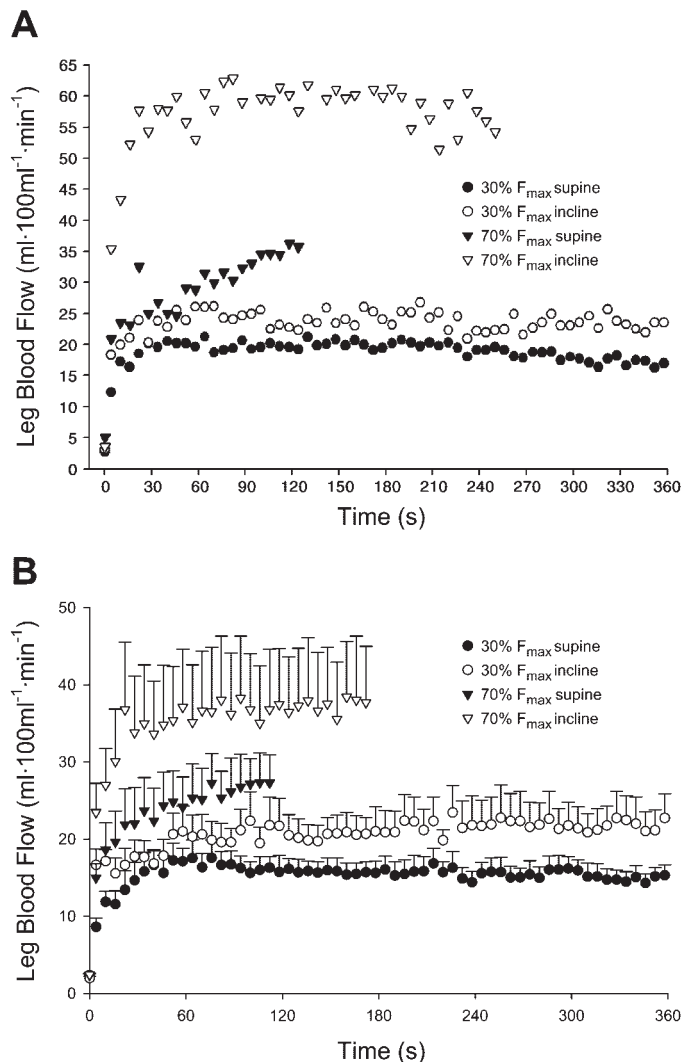 A
65
60
55
50
45
40
35
30
25
20
15
10
5
0
Leg Blood Flow (ml·100ml⁻¹·min⁻¹)
30% Fmax supine
30% Fmax incline
70% Fmax supine
70% Fmax incline
0 30 60 90 120 150 180 210 240 270 300 330 360
Time (s)
B
50
40
30
20
10
0
Leg Blood Flow (ml·100ml⁻¹·min⁻¹)
30% Fmax supine
30% Fmax incline
70% Fmax supine
70% Fmax incline
0 60 120 180 240 300 360
Time (s)